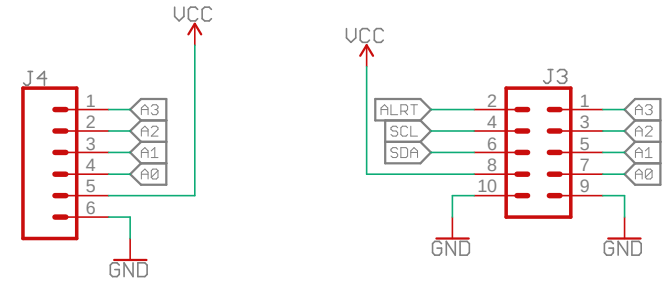 VCC
J4
1 A3
2 A2
3 A1
4 A0
5
6
GND
VCC
J3
ALRT 2 1 A3
SCL 4 3 A2
SDA 6 5 A1
8 7 A0
10 9
GND GND